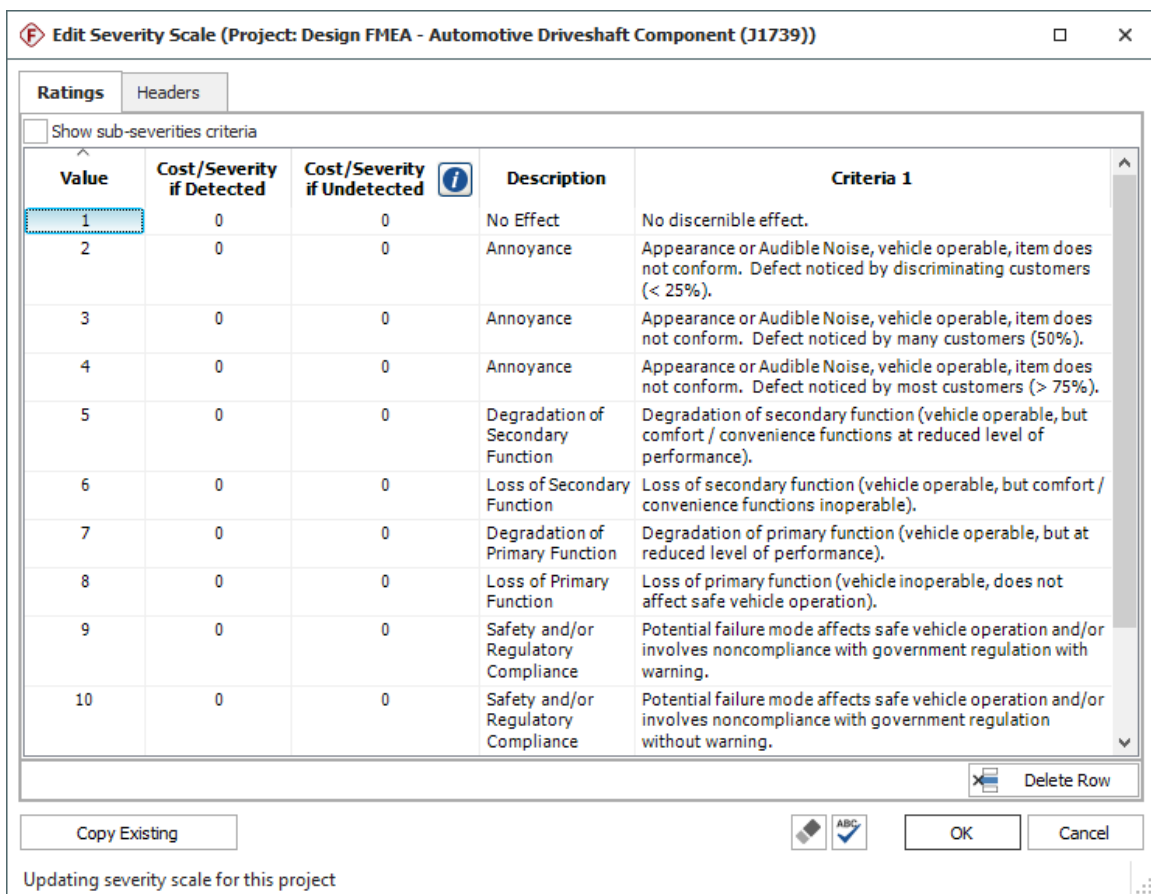 F Edit Severity Scale (Project: Design FMEA - Automotive Driveshaft Component (J1739))
Ratings Headers
Show sub-severities criteria
Value Cost/Severity if Detected Cost/Severity if Undetected i Description Criteria 1
1 0 0 No Effect No discernible effect.
2 0 0 Annoyance Appearance or Audible Noise, vehicle operable, item does
not conform. Defect noticed by discriminating customers
(< 25%).
3 0 0 Annoyance Appearance or Audible Noise, vehicle operable, item does
not conform. Defect noticed by many customers (50%).
4 0 0 Annoyance Appearance or Audible Noise, vehicle operable, item does
not conform. Defect noticed by most customers (> 75%).
5 0 0 Degradation of Degradation of secondary function (vehicle operable, but
Secondary comfort / convenience functions at reduced level of
Function performance).
6 0 0 Loss of Secondary Loss of secondary function (vehicle operable, but comfort /
Function convenience functions inoperable).
7 0 0 Degradation of Degradation of primary function (vehicle operable, but at
Primary Function reduced level of performance).
8 0 0 Loss of Primary Loss of primary function (vehicle inoperable, does not
Function affect safe vehicle operation).
9 0 0 Safety and/or Potential failure mode affects safe vehicle operation and/or
Regulatory involves noncompliance with government regulation with
Compliance warning.
10 0 0 Safety and/or Potential failure mode affects safe vehicle operation and/or
Regulatory involves noncompliance with government regulation
Compliance without warning.
Delete Row
Copy Existing ABC OK Cancel
Updating severity scale for this project